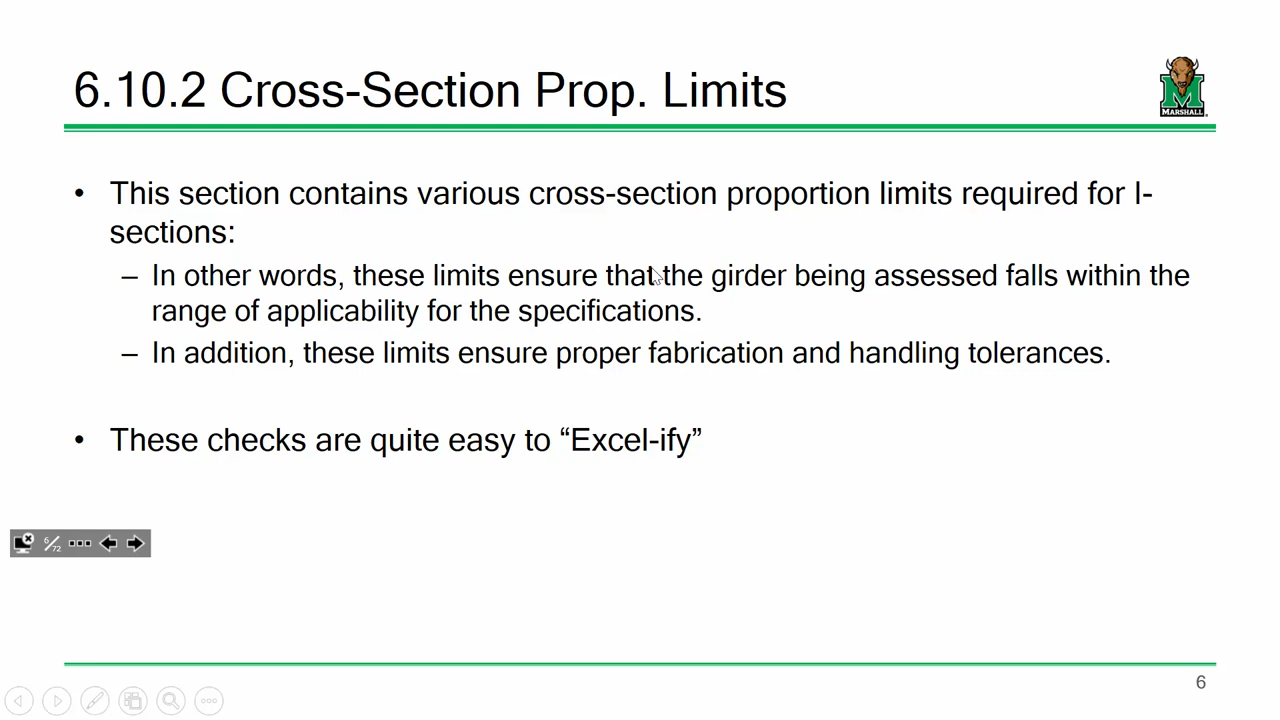 6.10.2 Cross-Section Prop. Limits
MARSHALL
• This section contains various cross-section proportion limits required for I-
sections:
– In other words, these limits ensure that the girder being assessed falls within the
range of applicability for the specifications.
– In addition, these limits ensure proper fabrication and handling tolerances.
• These checks are quite easy to “Excel-ify”
6/72
6